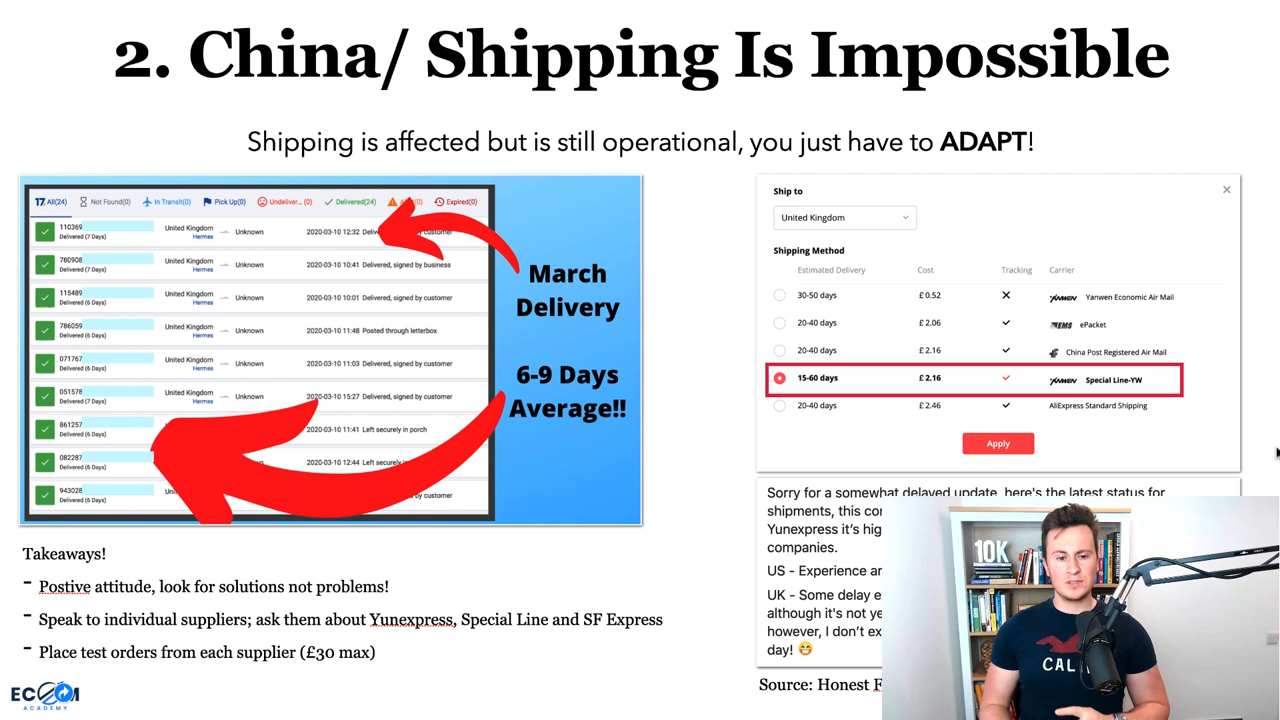 2. China/ Shipping Is Impossible
Shipping is affected but is still operational, you just have to ADAPT!
17 All(24) Not Found(0) In Transit(0) Pick Up(0) Undeliver... (0) Delivered(24) Expired(0)
110369 United Kingdom Unknown 2020-03-10 12:32 customer
Delivered (7 Days) Hermes
780908 United Kingdom Unknown 2020-03-10 10:41 Delivered, signed by business
Delivered (7 Days) Hermes
115489 United Kingdom Unknown 2020-03-10 10:01 Delivered, signed by customer
Delivered (6 Days) Hermes
786059 United Kingdom Unknown 2020-03-10 11:48 Posted through letterbox
Delivered (6 Days) Hermes
071767 United Kingdom Unknown 2020-03-10 11:03 Delivered, signed by customer
Delivered (6 Days) Hermes
051578 United Kingdom Unknown 15:27 Delivered, signed by customer
Delivered (7 Days) Hermes
861257 2020-03-10 11:41 Left securely in porch
Delivered (6 Days)
082287 2020-03-10 12:44 Left securely
Delivered (6 Days)
943028 customer
Delivered (7 Days)
March
Delivery
6-9 Days
Average!!
Ship to
United Kingdom
Shipping Method
Estimated Delivery Cost Tracking Carrier
30-50 days £ 0.52 YANWEN Yanwen Economic Air Mail
20-40 days £ 2.06 EMS ePacket
20-40 days £ 2.16 China Post Registered Air Mail
15-60 days £ 2.16 YANWEN Special Line-YW
20-40 days £ 2.46 AliExpress Standard Shipping
Apply
Sorry for a somewhat delayed update, here's the latest status for
shipments, this
Yunexpress it's
companies.
US - Experience
UK - Some delay
although it's not
however, I don't
day! 😁
Source: Honest
Takeaways!
- Postive attitude, look for solutions not problems!
- Speak to individual suppliers; ask them about Yunexpress, Special Line and SF Express
- Place test orders from each supplier (£30 max)
ECOM
ACADEMY
10K
CAL